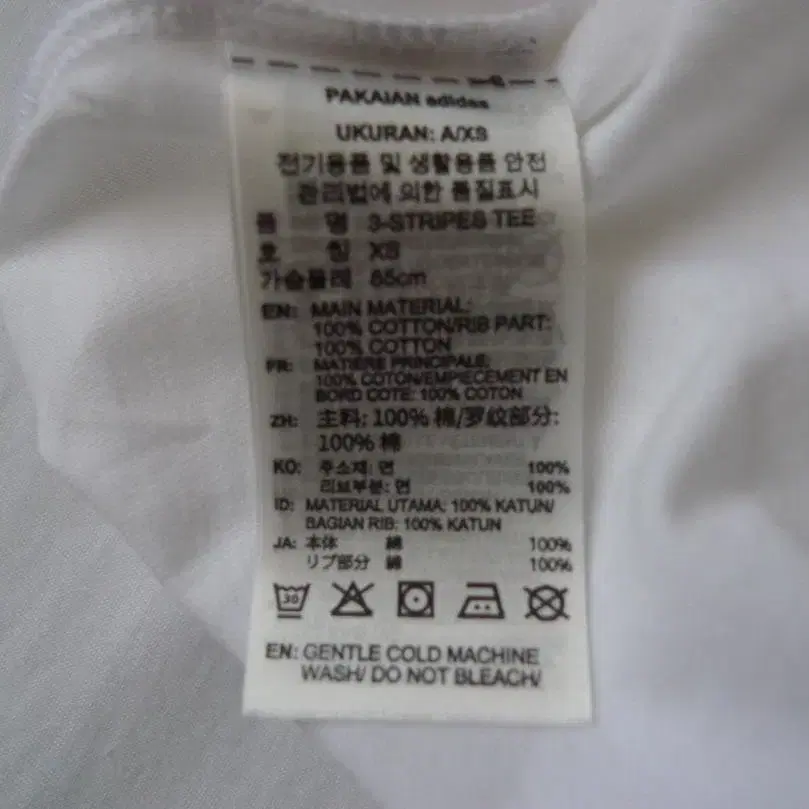 PAKAIAN adidas
UKURAN: A/XS
전기용품 및 생활용품 안전
관리법에 의한 품질표시
품 명 3-STRIPES TEE
호 칭 XS
가슴둘레 85cm
EN: MAIN MATERIAL:
100% COTTON/RIB PART:
100% COTTON
FR: MATIERE PRINCIPALE:
100% COTON/EMPIECEMENT EN
BORD COTE: 100% COTON
ZH: 主料: 100% 棉/罗纹部分:
100% 棉
KO: 주소재: 면 100%
리브부분: 면 100%
ID: MATERIAL UTAMA: 100% KATUN/
BAGIAN RIB: 100% KATUN
JA: 本体 綿 100%
リブ部分 綿 100%
30
EN: GENTLE COLD MACHINE
WASH/ DO NOT BLEACH/